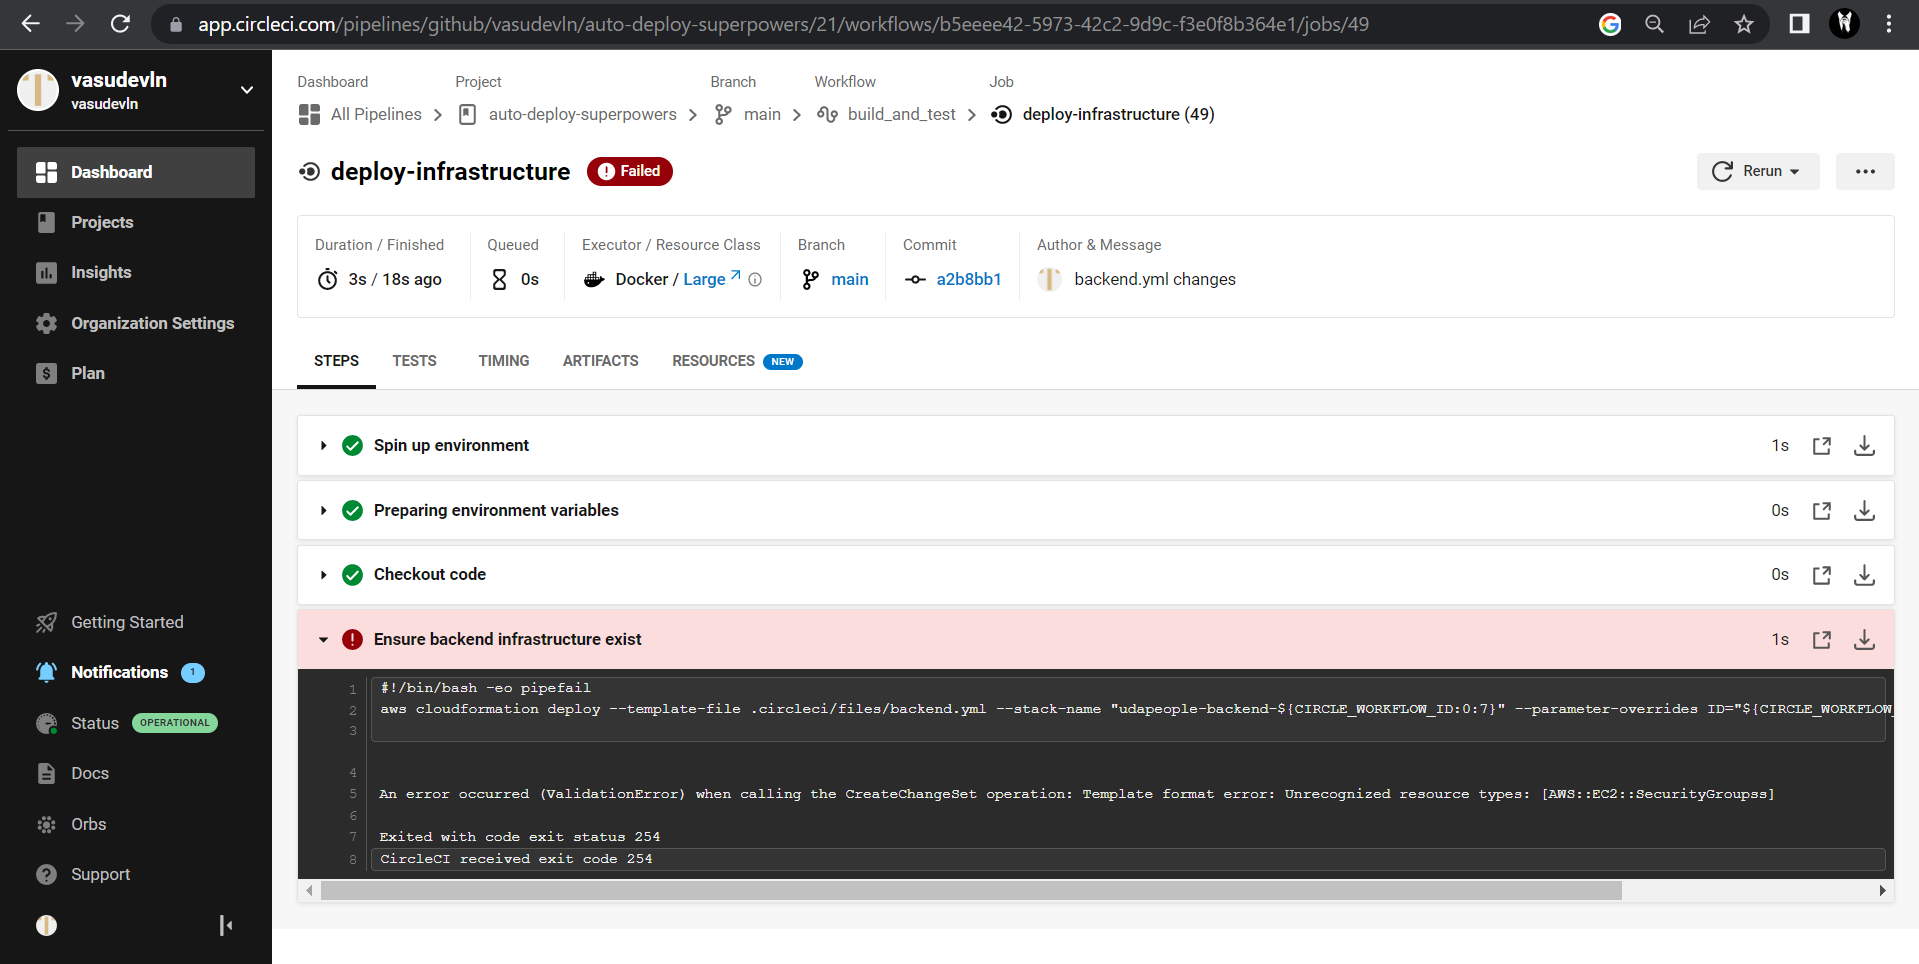 app.circleci.com/pipelines/github/vasudevln/auto-deploy-superpowers/21/workflows/b5eeee42-5973-42c2-9d9c-f3e0f8b364e1/jobs/49
vasudevln
vasudevln
Dashboard
Projects
Insights
Organization Settings
Plan
Getting Started
Notifications 1
Status OPERATIONAL
Docs
Orbs
Support
Dashboard Project Branch Workflow Job
All Pipelines auto-deploy-superpowers main build_and_test deploy-infrastructure (49)
deploy-infrastructure Failed
Rerun
Duration / Finished Queued Executor / Resource Class Branch Commit Author & Message
3s / 18s ago 0s Docker / Large main a2b8bb1 backend.yml changes
STEPS TESTS TIMING ARTIFACTS RESOURCES NEW
Spin up environment 1s
Preparing environment variables 0s
Checkout code 0s
Ensure backend infrastructure exist 1s
1 #!/bin/bash -eo pipefail
2 aws cloudformation deploy --template-file .circleci/files/backend.yml --stack-name "udapeople-backend-${CIRCLE_WORKFLOW_ID:0:7}" --parameter-overrides ID="${CIRCLE_WORKFLOW_
3
4
5 An error occurred (ValidationError) when calling the CreateChangeSet operation: Template format error: Unrecognized resource types: [AWS::EC2::SecurityGroupss]
6
7 Exited with code exit status 254
8 CircleCI received exit code 254